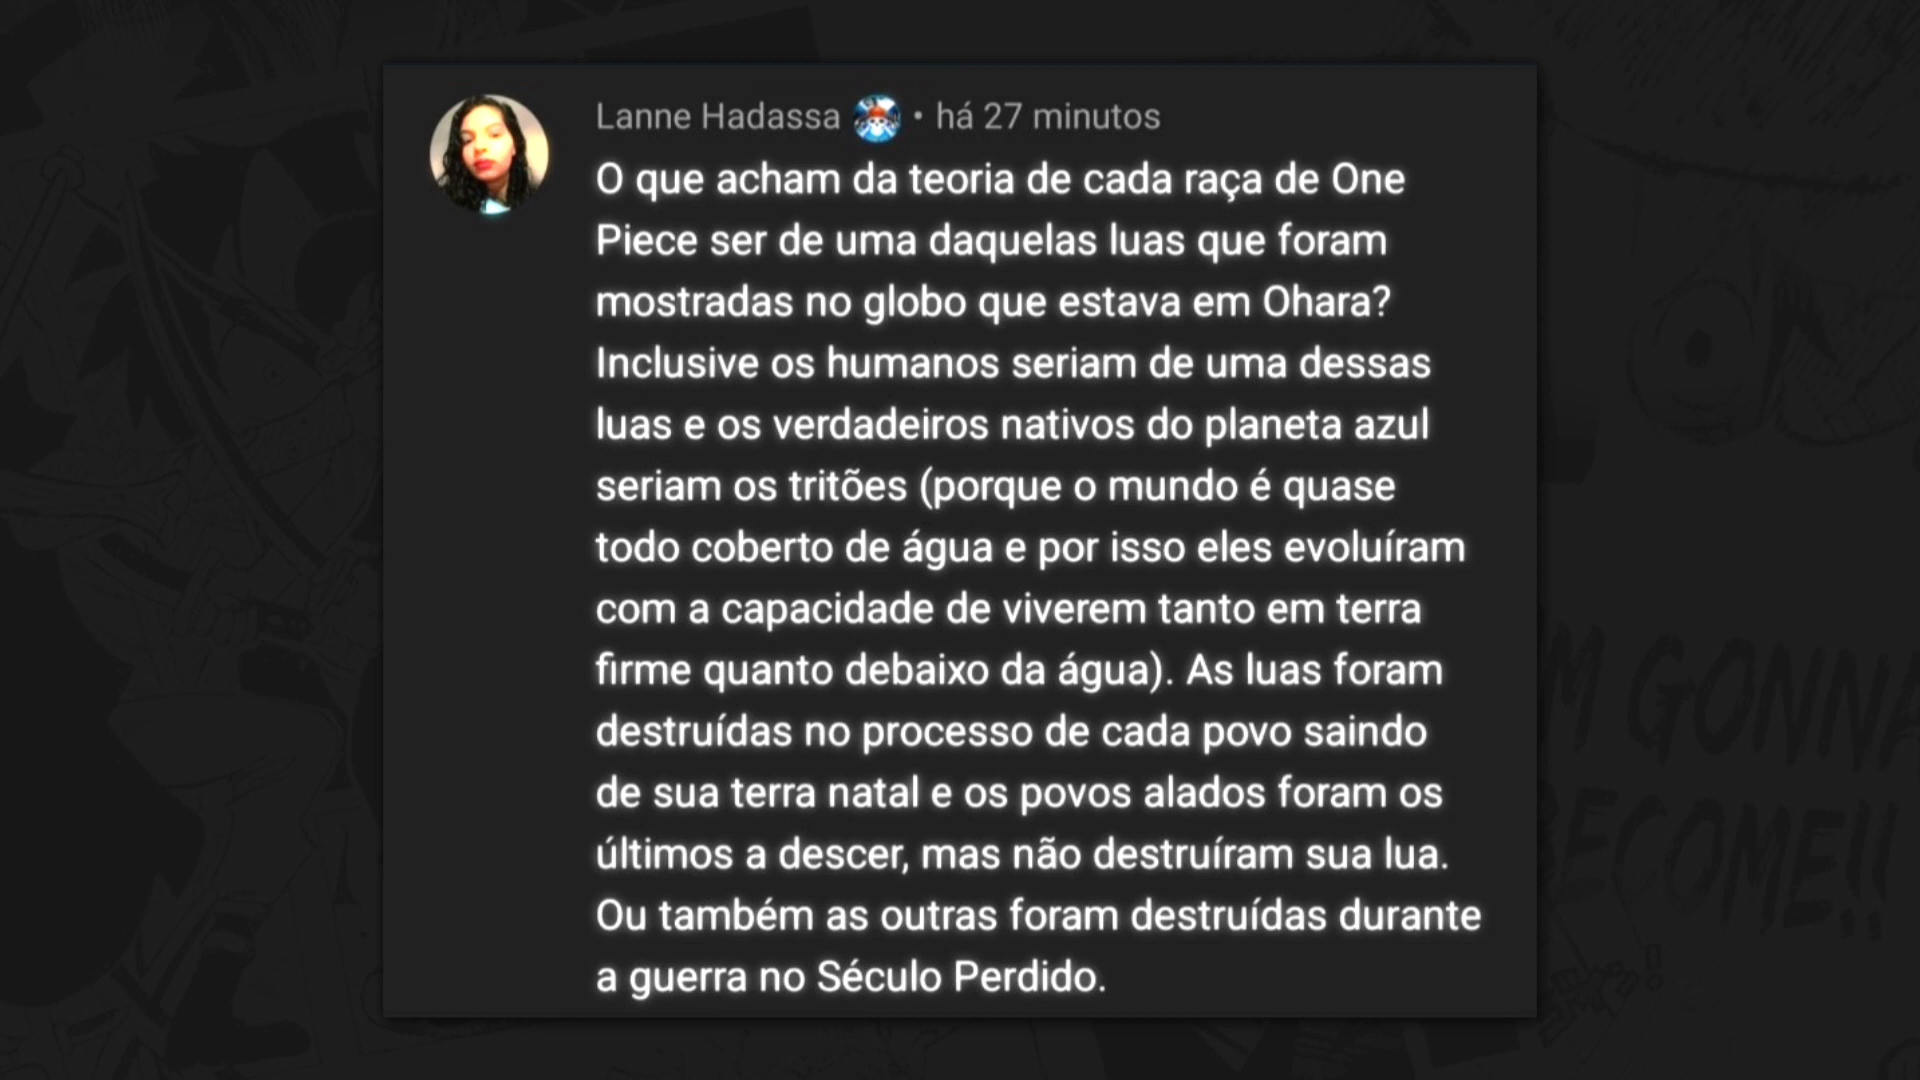 Lanne Hadassa • há 27 minutos
O que acham da teoria de cada raça de One
Piece ser de uma daquelas luas que foram
mostradas no globo que estava em Ohara?
Inclusive os humanos seriam de uma dessas
luas e os verdadeiros nativos do planeta azul
seriam os tritões (porque o mundo é quase
todo coberto de água e por isso eles evoluíram
com a capacidade de viverem tanto em terra
firme quanto debaixo da água). As luas foram
destruídas no processo de cada povo saindo
de sua terra natal e os povos alados foram os
últimos a descer, mas não destruíram sua lua.
Ou também as outras foram destruídas durante
a guerra no Século Perdido.
GONNA
BECOME!!